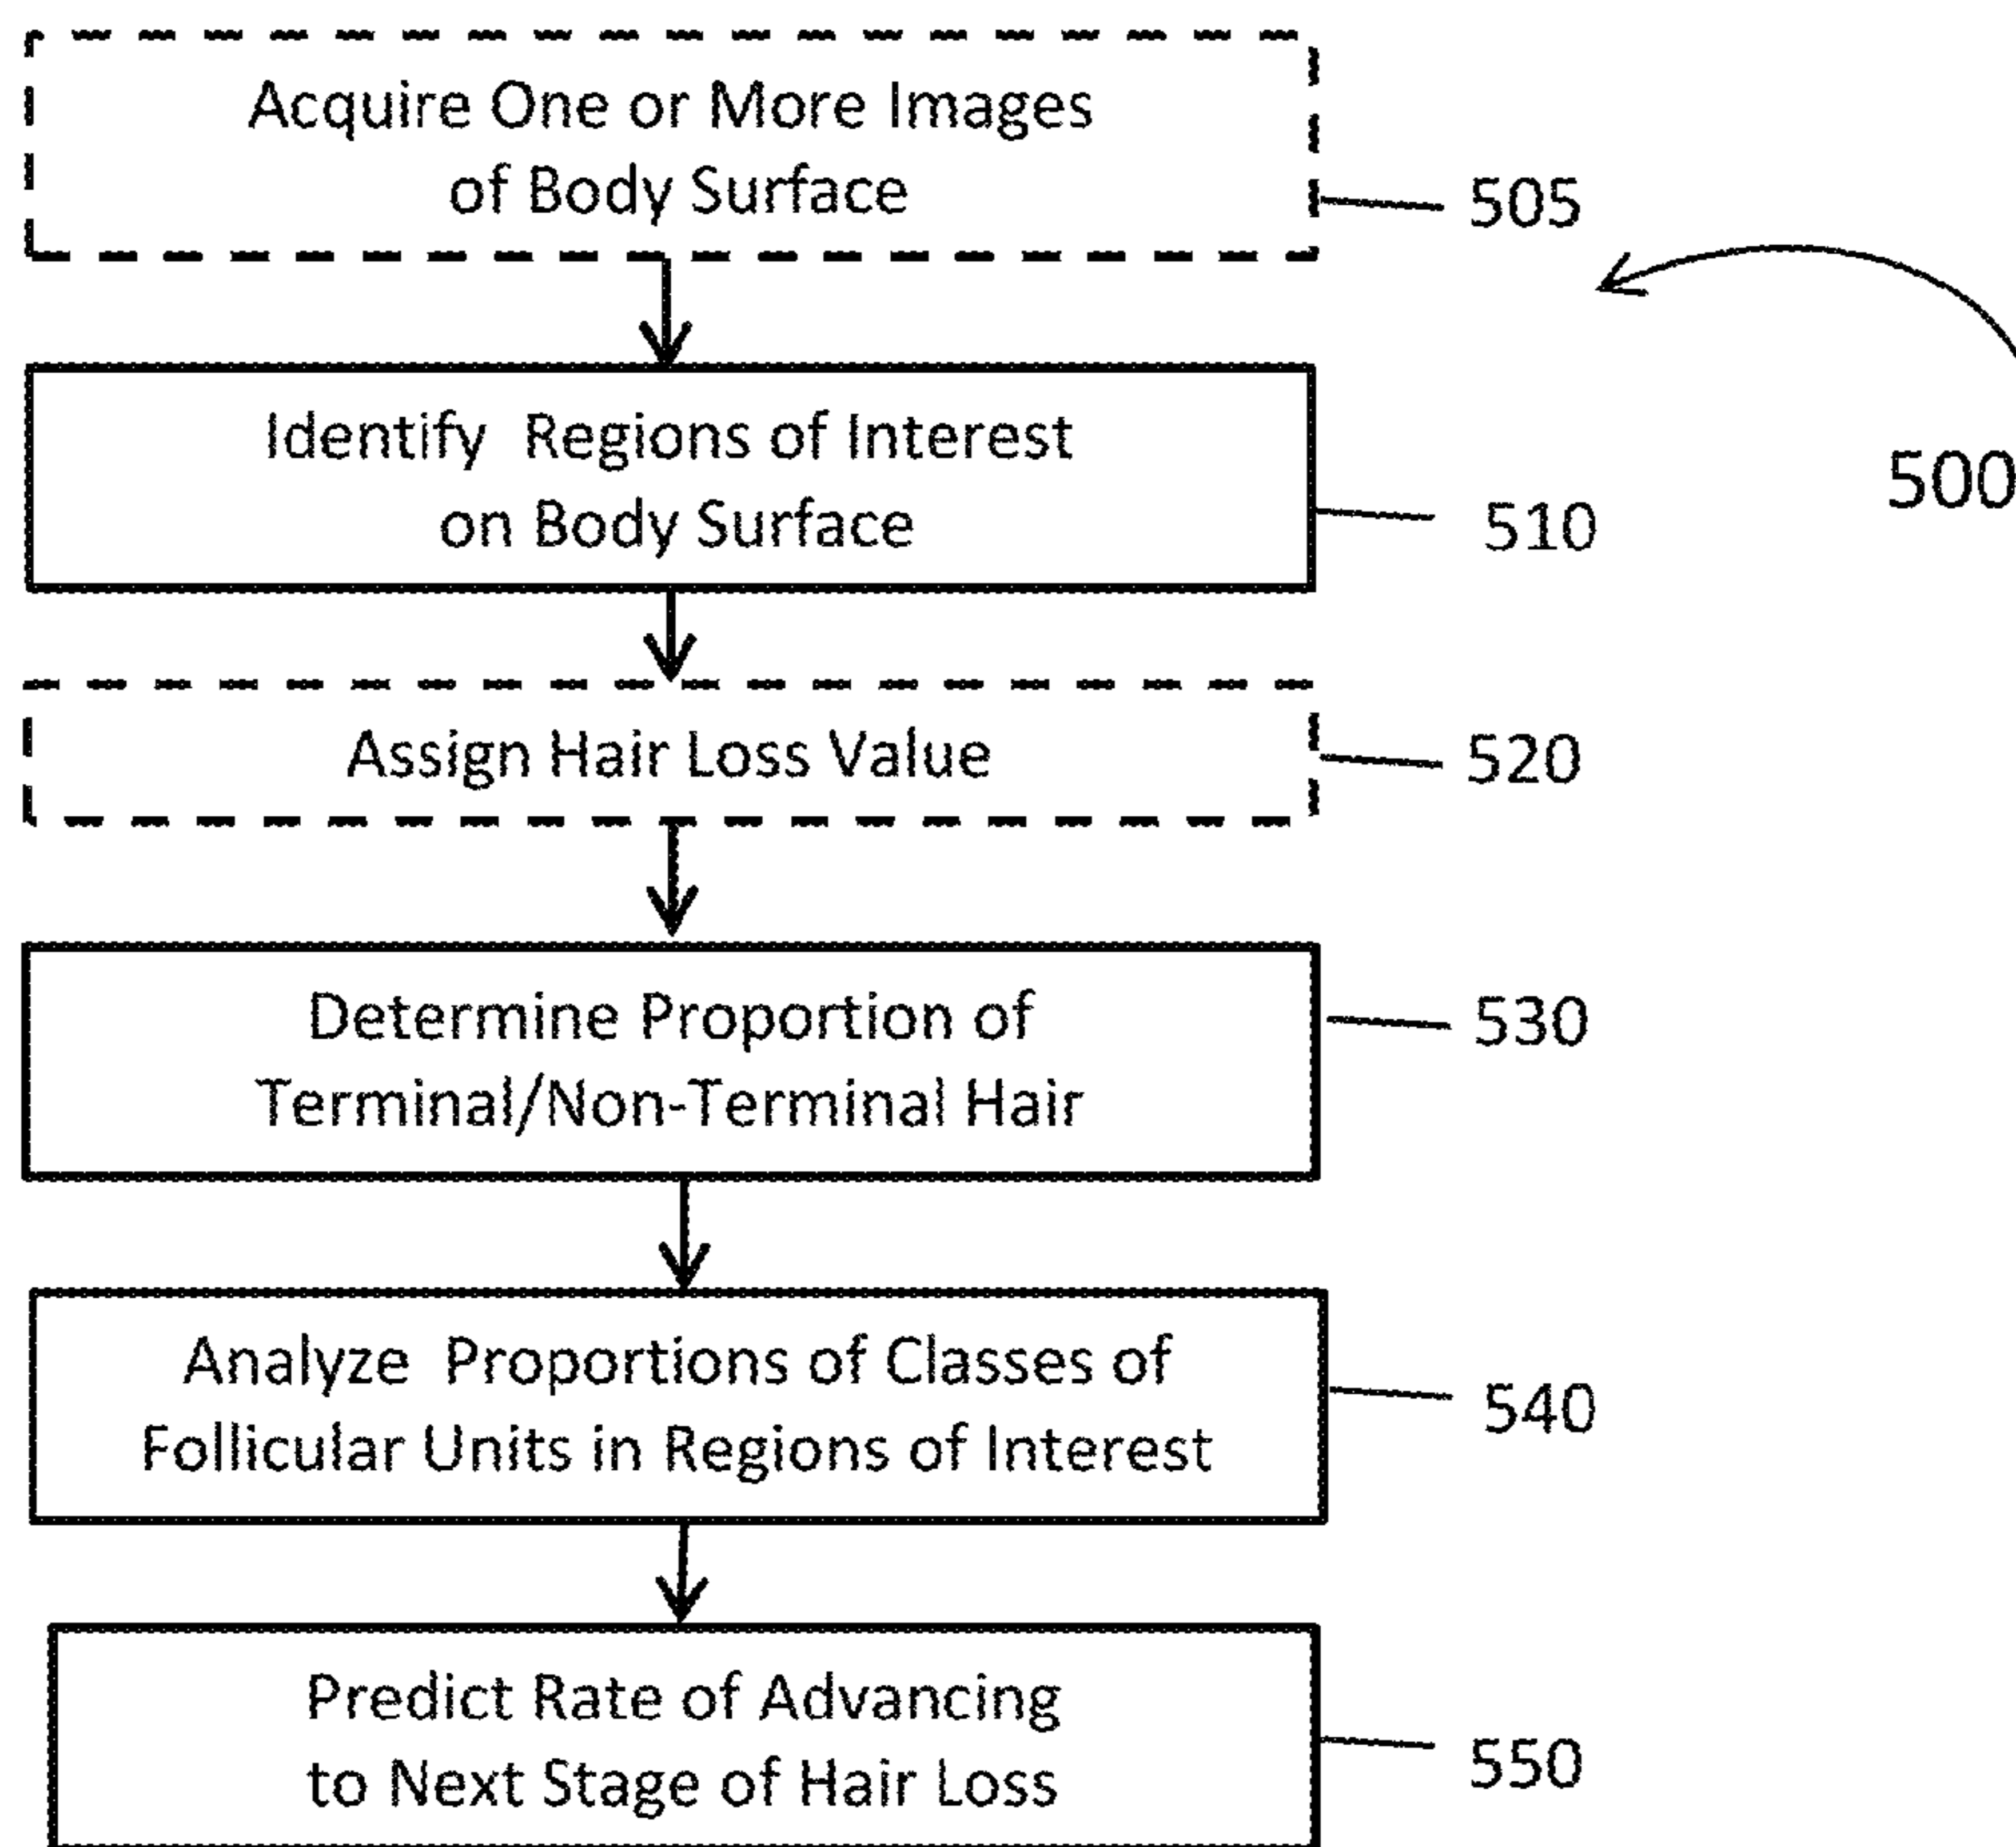 Acquire One or More Images
of Body Surface
505
Identify Regions of Interest
on Body Surface
510
500
Assign Hair Loss Value
520
Determine Proportion of
Terminal/Non-Terminal Hair
530
Analyze Proportions of Classes of
Follicular Units in Regions of Interest
540
Predict Rate of Advancing
to Next Stage of Hair Loss
550